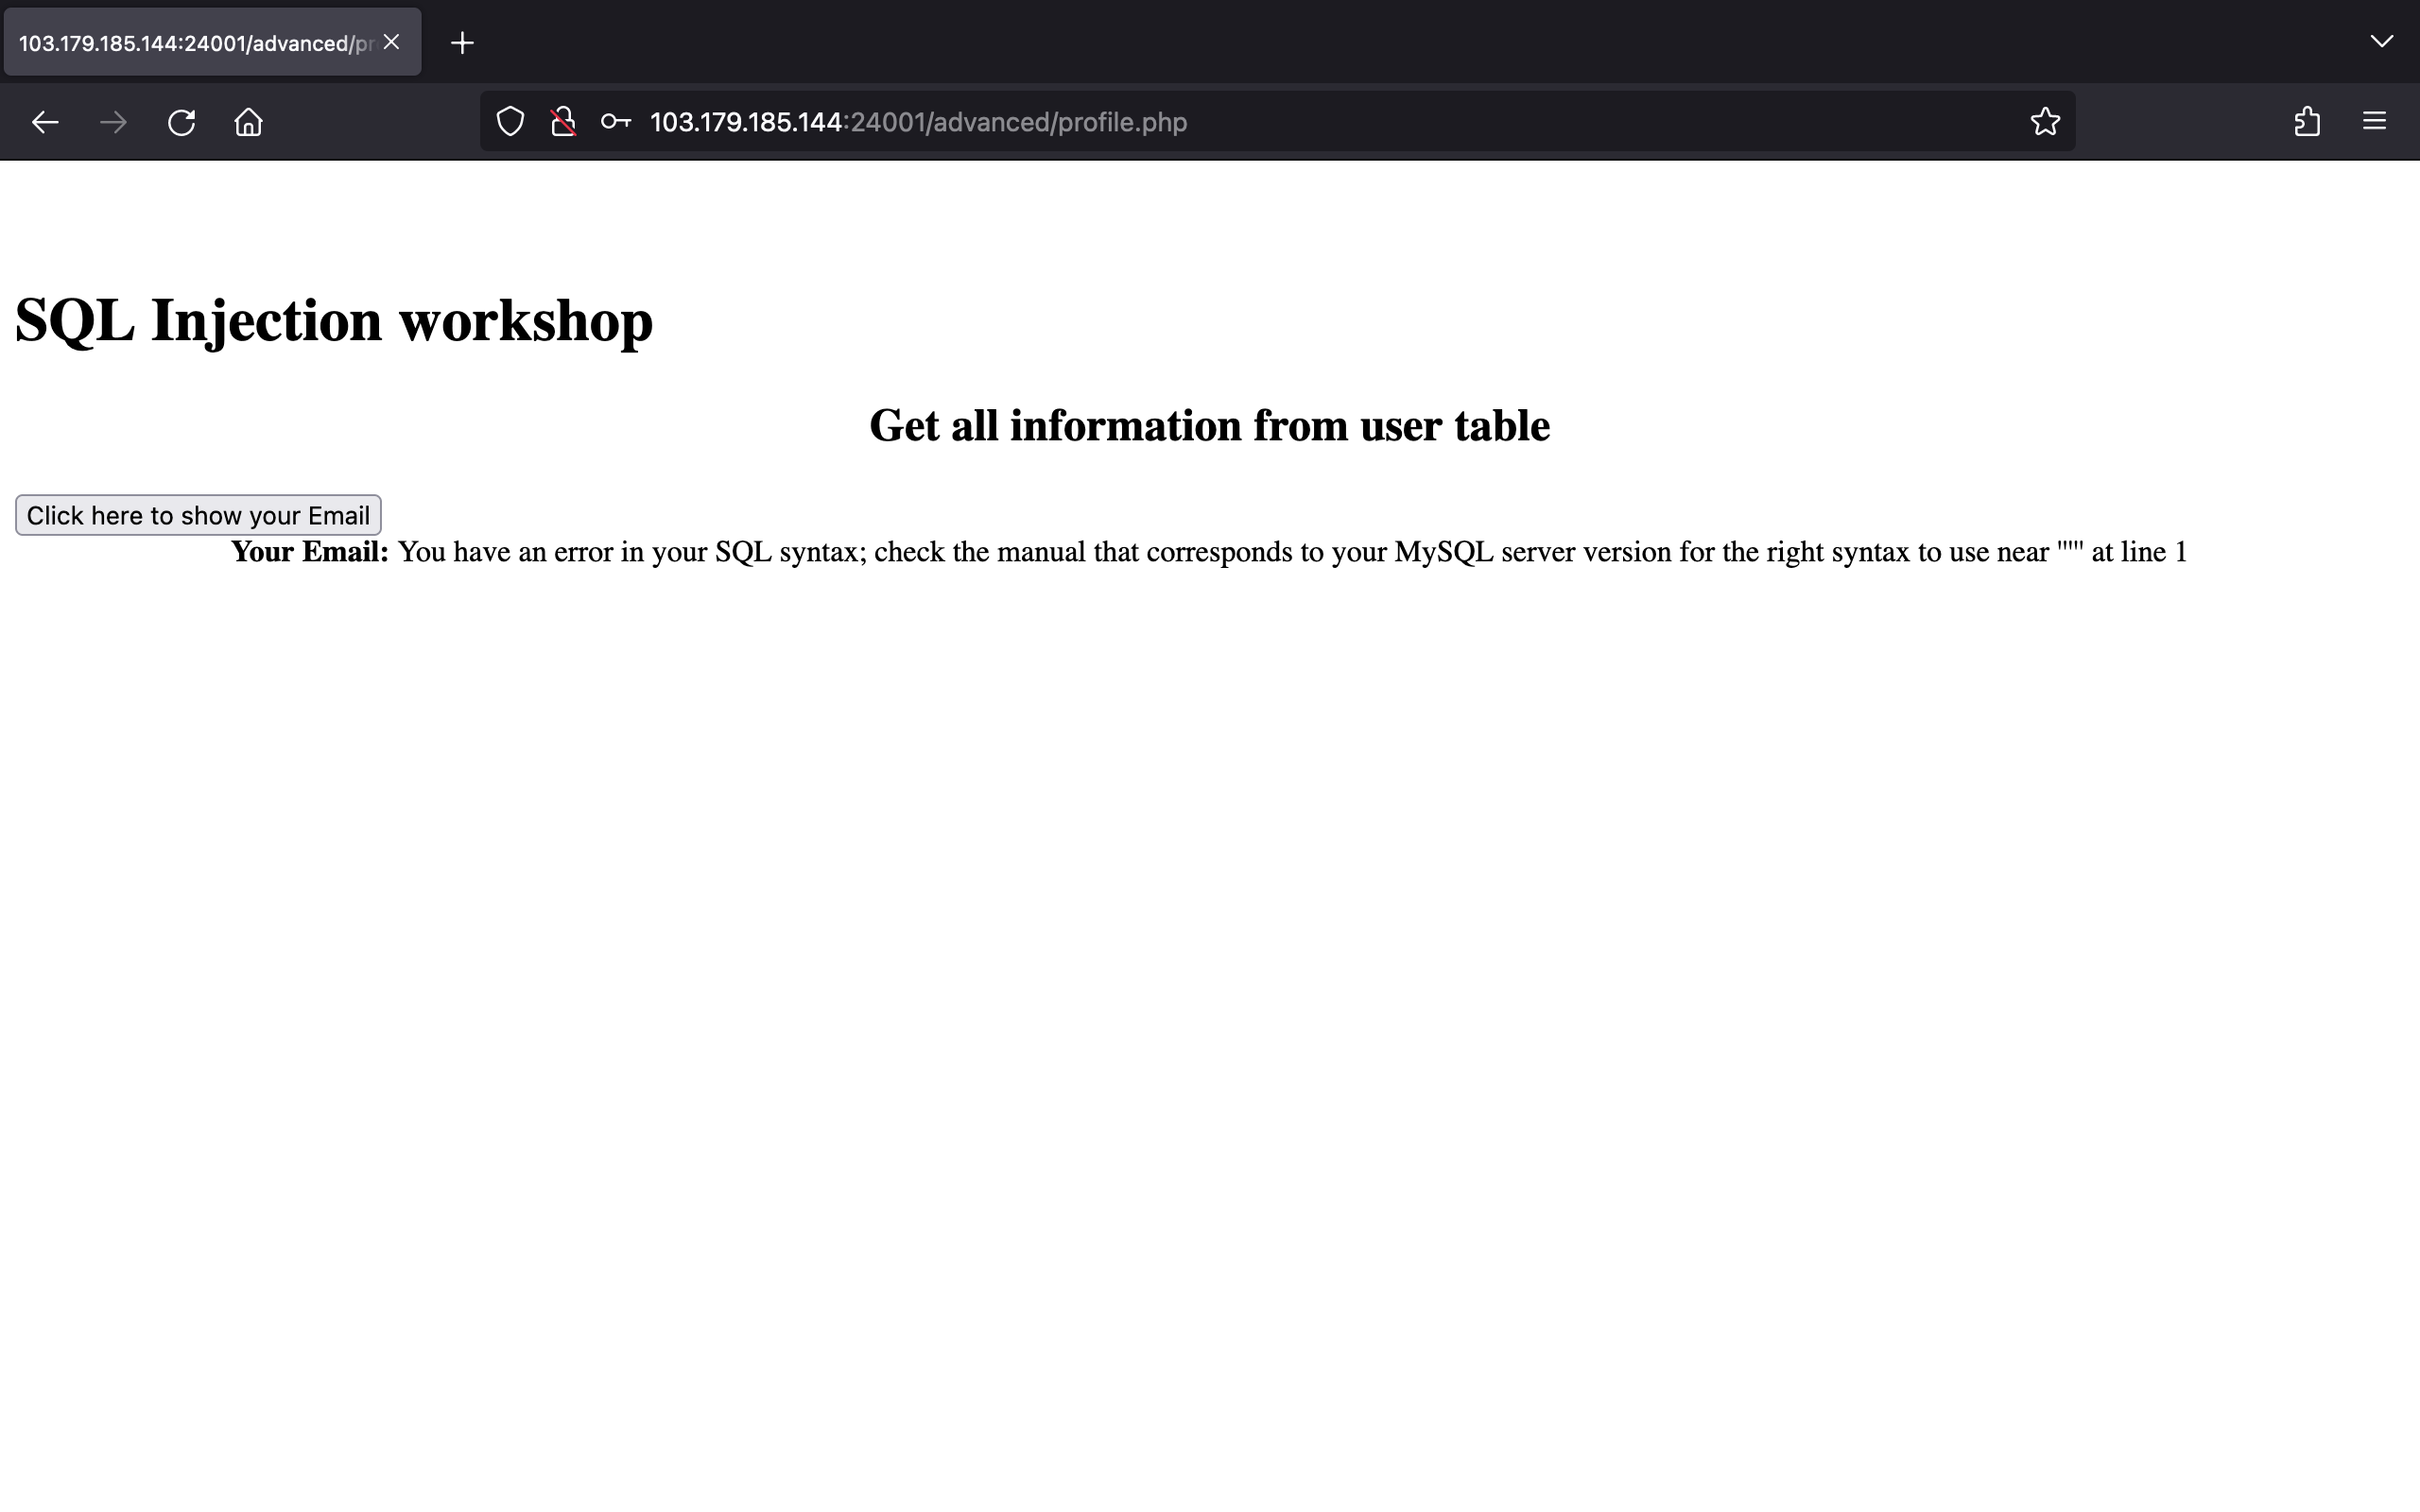 103.179.185.144:24001/advanced/pr
103.179.185.144:24001/advanced/profile.php
SQL Injection workshop
Get all information from user table
Click here to show your Email
Your Email: You have an error in your SQL syntax; check the manual that corresponds to your MySQL server version for the right syntax to use near '"'' at line 1